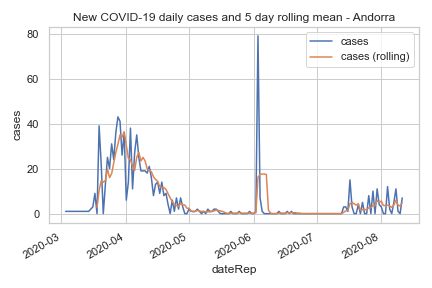 New COVID-19 daily cases and 5 day rolling mean - Andorra
cases
cases (rolling)
80
60
40
20
0
cases
2020-03
2020-04
2020-05
2020-06
2020-07
2020-08
dateRep